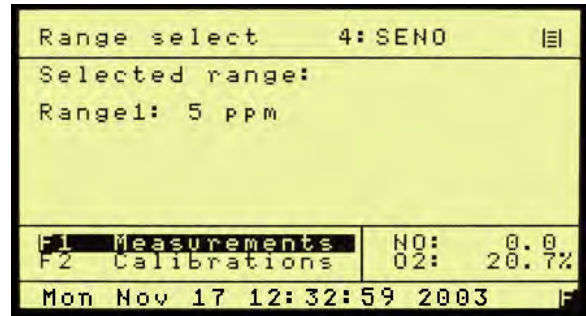 Range select 4:SENO
Selected range:
Range1: 5 ppm
F1 Measurements NO: 0.0
F2 Calibrations O2: 20.7%
Mon Nov 17 12:32:59 2003